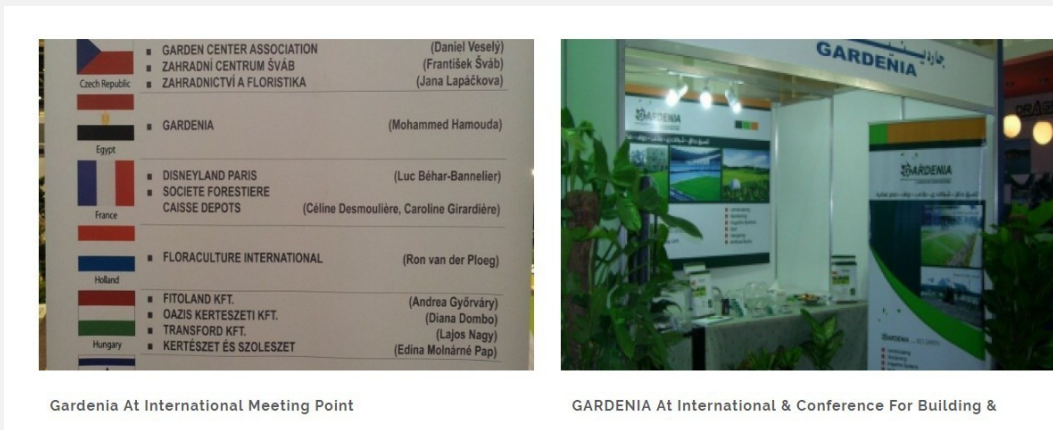 GARDEN CENTER ASSOCIATION (Daniel Veselý)
ZAHRADNÍ CENTRUM ŠVÁB (František Šváb)
Czech Republic
ZAHRADNICTVÍ A FLORISTIKA (Jana Lapáčkova)
GARDENIA (Mohammed Hamouda)
Egypt
DISNEYLAND PARIS (Luc Béhar-Bannelier)
SOCIETE FORESTIERE
CAISSE DEPOTS (Céline Desmoulière, Caroline Girardière)
France
FLORACULTURE INTERNATIONAL (Ron van der Ploeg)
Holland
FITOLAND KFT. (Andrea Győrváry)
OAZIS KERTESZETI KFT. (Diana Dombo)
TRANSFORD KFT. (Lajos Nagy)
Hungary
KERTÉSZET ÉS SZOLESZET (Edina Molnárné Pap)
Gardenia At International Meeting Point
جاردينيا
GARDENIA
GARDENIA
GARDENIA
GARDENIA
GARDENIA At International & Conference For Building &